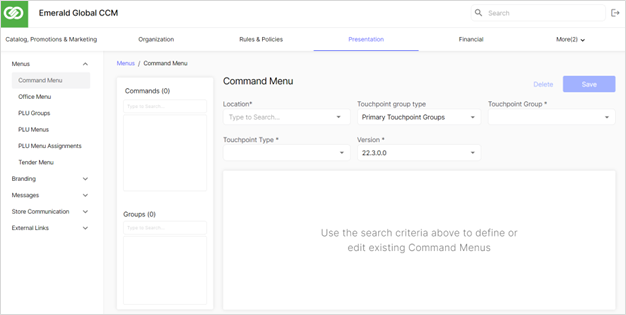 Emerald Global CCM
Search
Catalog, Promotions & Marketing
Organization
Rules & Policies
Presentation
Financial
More(2)
Menus
Command Menu
Office Menu
PLU Groups
PLU Menus
PLU Menu Assignments
Tender Menu
Branding
Messages
Store Communication
External Links
Menus / Command Menu
Commands (0)
Type to Search...
Groups (0)
Type to Search...
Command Menu
Delete
Save
Location*
Touchpoint group type
Touchpoint Group *
Type to Search...
Primary Touchpoint Groups
Touchpoint Type *
Version *
22.3.0.0
Use the search criteria above to define or
edit existing Command Menus